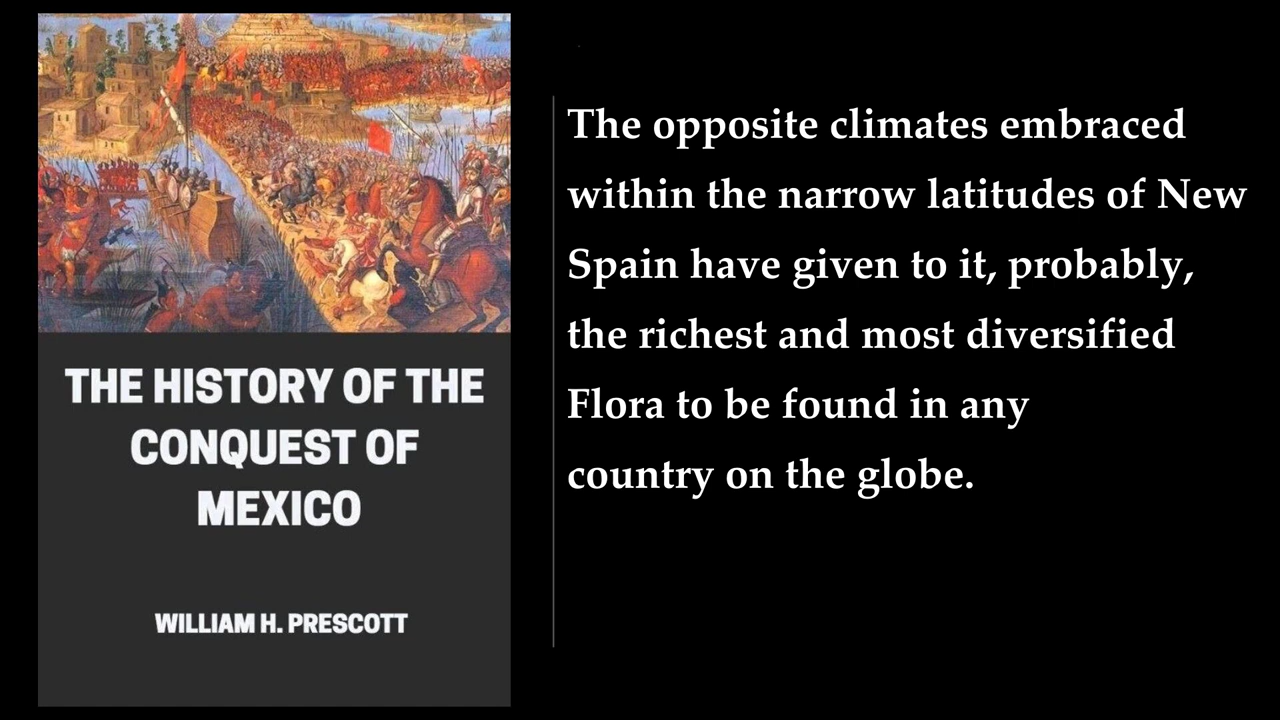 THE HISTORY OF THE
CONQUEST OF
MEXICO
WILLIAM H. PRESCOTT
The opposite climates embraced
within the narrow latitudes of New
Spain have given to it, probably,
the richest and most diversified
Flora to be found in any
country on the globe.